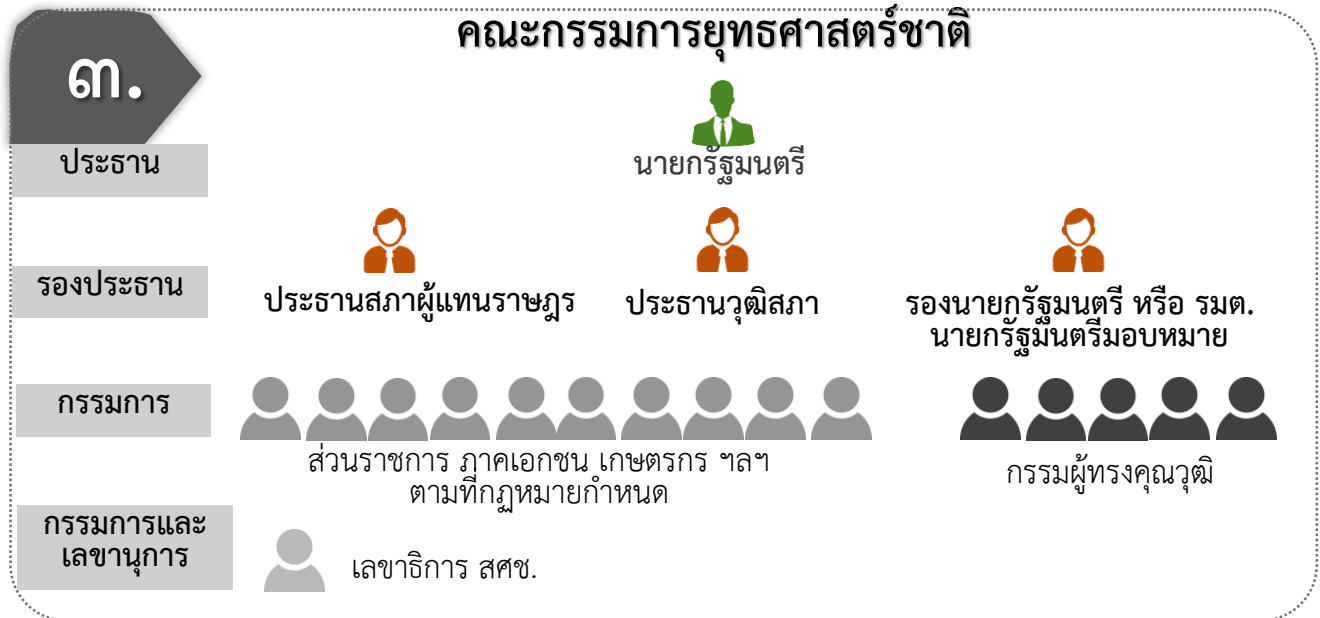 ๓.
คณะกรรมการยุทธศาสตร์ชาติ
ประธาน
นายกรัฐมนตรี
รองประธาน
ประธานสภาผู้แทนราษฎร
ประธานวุฒิสภา
รองนายกรัฐมนตรี หรือ รมต.
นายกรัฐมนตรีมอบหมาย
กรรมการ
ส่วนราชการ ภาคเอกชน เกษตรกร ฯลฯ
ตามที่กฎหมายกำหนด
กรรมผู้ทรงคุณวุฒิ
กรรมการและ
เลขานุการ
เลขาธิการ สศช.